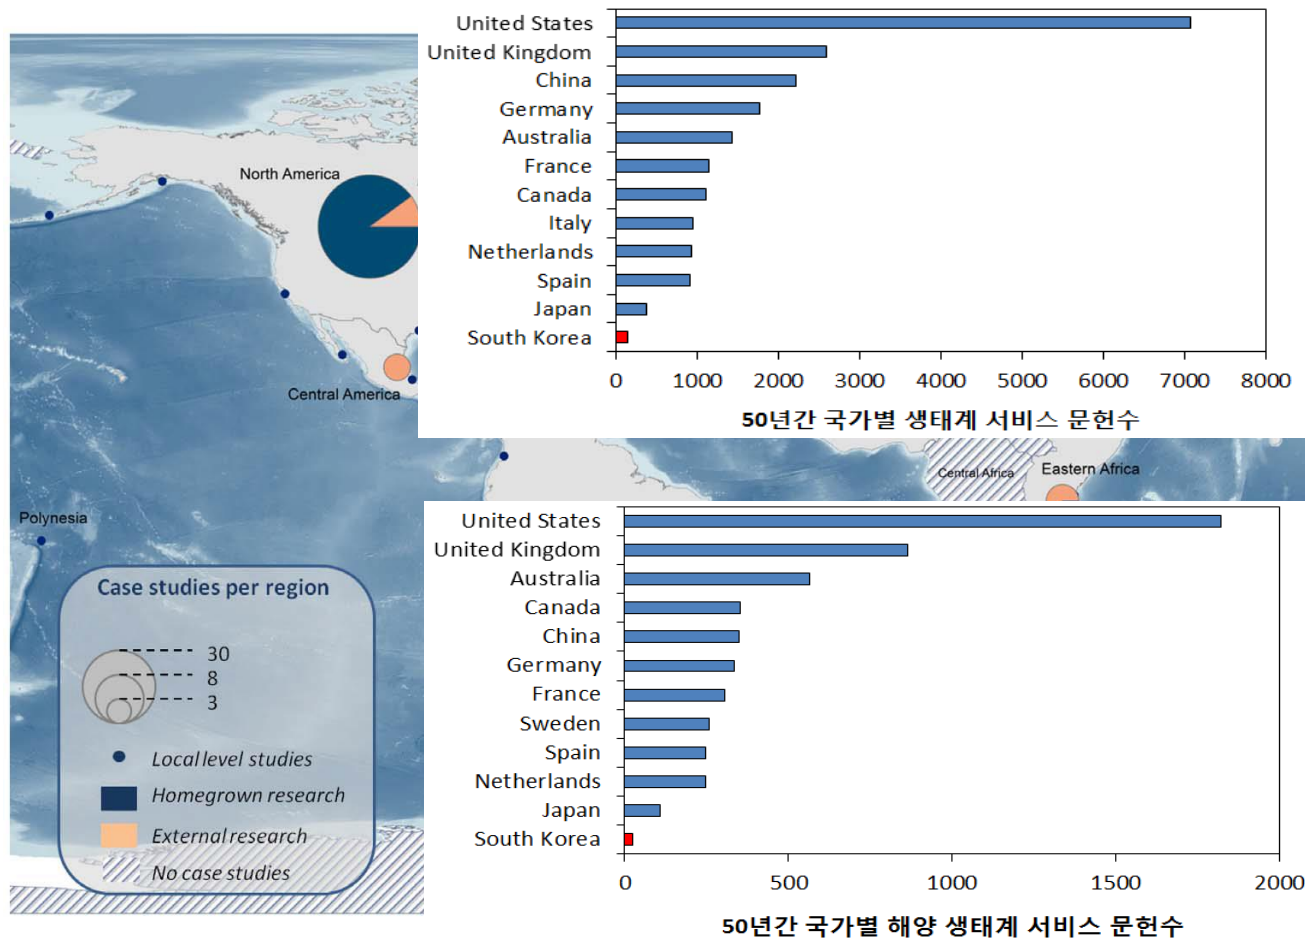 United States
United Kingdom
China
Germany
Australia
France
Canada
Italy
Netherlands
Spain
Japan
South Korea
0 1000 2000 3000 4000 5000 6000 7000 8000
50년간 국가별 생태계 서비스 문헌수
North America
Central America
Central Africa
Eastern Africa
Polynesia
Case studies per region
30
8
3
Local level studies
Homegrown research
External research
No case studies
United States
United Kingdom
Australia
Canada
China
Germany
France
Sweden
Spain
Netherlands
Japan
South Korea
0 500 1000 1500 2000
50년간 국가별 해양 생태계 서비스 문헌수